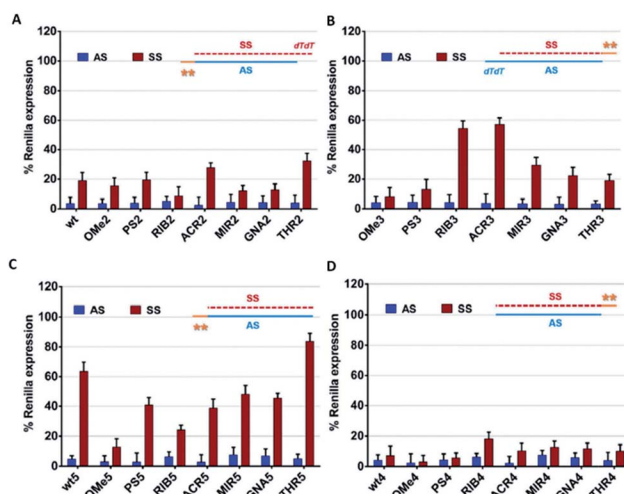 A
AS SS
SS dTdT
** AS
% Renilla expression
120
100
80
60
40
20
0
wt OMe2 PS2 RIB2 ACR2 MIR2 GNA2 THR2
B
AS SS
SS **
dTdT AS
% Renilla expression
120
100
80
60
40
20
0
OMe3 PS3 RIB3 ACR3 MIR3 GNA3 THR3
C
AS SS
SS
** AS
% Renilla expression
120
100
80
60
40
20
0
wt5 OMe5 PS5 RIB5 ACR5 MIR5 GNA5 THR5
D
AS SS
SS **
AS
% Renilla expression
120
100
80
60
40
20
0
wt4 OMe4 PS4 RIB4 ACR4 MIR4 GNA4 THR4